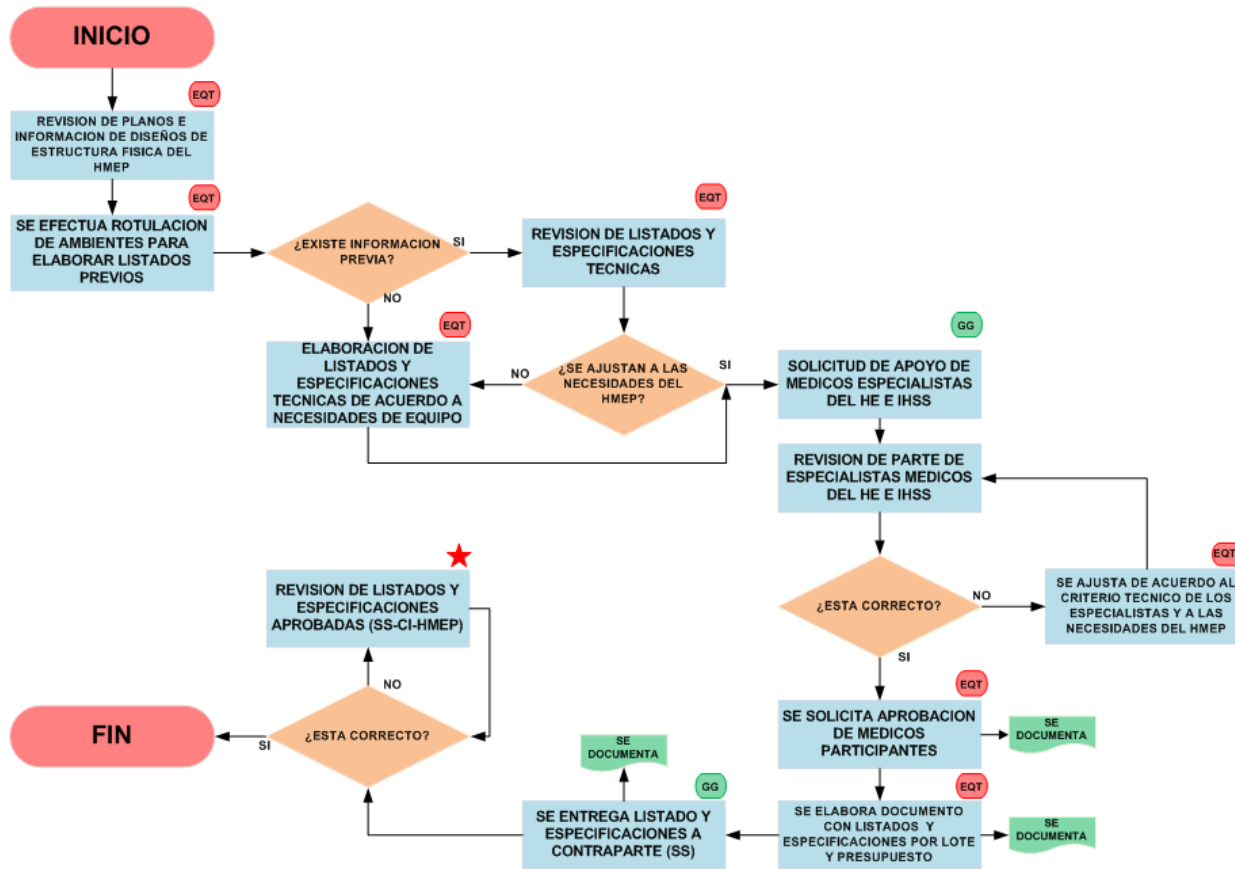 INICIO
EQT
REVISION DE PLANOS E
INFORMACION DE DISEÑOS DE
ESTRUCTURA FISICA DEL
HMEP
EQT
SE EFECTUA ROTULACION
DE AMBIENTES PARA
ELABORAR LISTADOS
PREVIOS
¿EXISTE INFORMACION
PREVIA?
SI
NO
EQT
REVISION DE LISTADOS Y
ESPECIFICACIONES
TECNICAS
EQT
ELABORACION DE
LISTADOS Y
ESPECIFICACIONES
TECNICAS DE ACUERDO A
NECESIDADES DE EQUIPO
NO
¿SE AJUSTAN A LAS
NECESIDADES DEL
HMEP?
SI
GG
SOLICITUD DE APOYO DE
MEDICOS ESPECIALISTAS
DEL HE E IHSS
REVISION DE PARTE DE
ESPECIALISTAS MEDICOS
DEL HE E IHSS
¿ESTA CORRECTO?
NO
SI
EQT
SE AJUSTA DE ACUERDO AL
CRITERIO TECNICO DE LOS
ESPECIALISTAS Y A LAS
NECESIDADES DEL HMEP
EQT
SE SOLICITA APROBACION
DE MEDICOS
PARTICIPANTES
SE
DOCUMENTA
EQT
SE ELABORA DOCUMENTO
CON LISTADOS Y
ESPECIFICACIONES POR LOTE
Y PRESUPUESTO
SE
DOCUMENTA
GG
SE ENTREGA LISTADO Y
ESPECIFICACIONES A
CONTRAPARTE (SS)
SE
DOCUMENTA
REVISION DE LISTADOS Y
ESPECIFICACIONES
APROBADAS (SS-CI-HMEP)
NO
¿ESTA CORRECTO?
SI
FIN